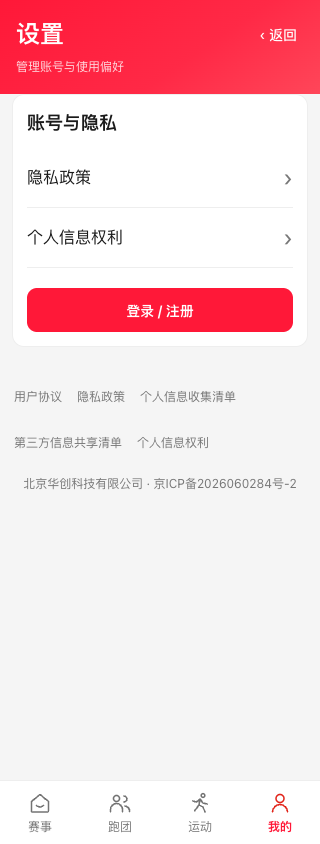 设置
‹ 返回
管理账号与使用偏好
账号与隐私
隐私政策
个人信息权利
登录 / 注册
用户协议 隐私政策 个人信息收集清单
第三方信息共享清单 个人信息权利
北京华创科技有限公司 · 京ICP备2026060284号-2
赛事 跑团 运动 我的